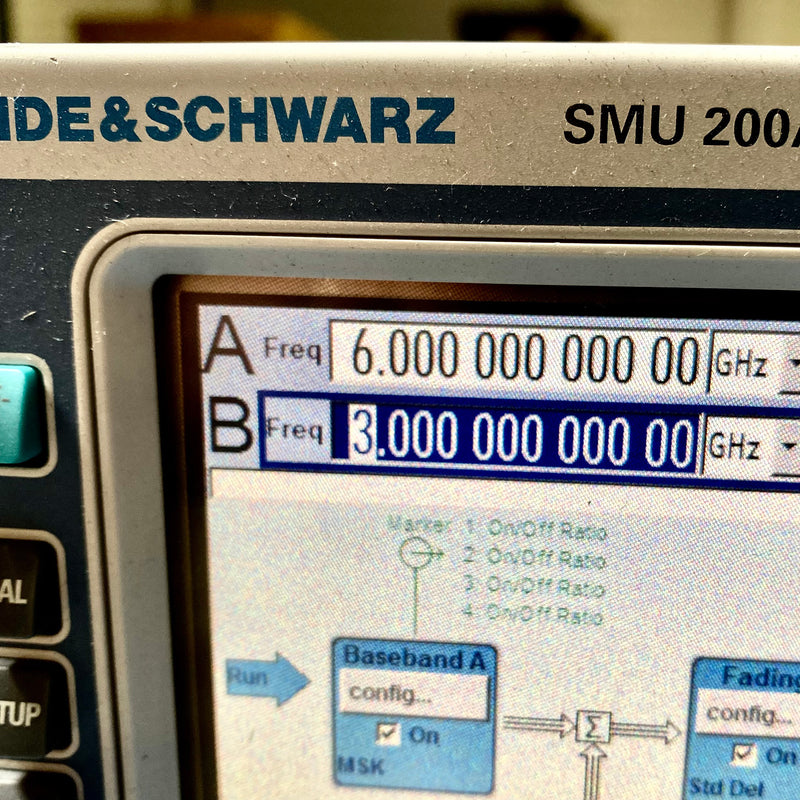 IDE&SCHWARZ SMU 200A
A Freq 6.000 000 000 00 GHz
B Freq 3.000 000 000 00 GHz
Marker 1: On/Off Ratio
2: On/Off Ratio
3: On/Off Ratio
4: On/Off Ratio
Run
Baseband A
config...
On
MSK
Σ
Fading
config...
On
Std Del
AL
TUP